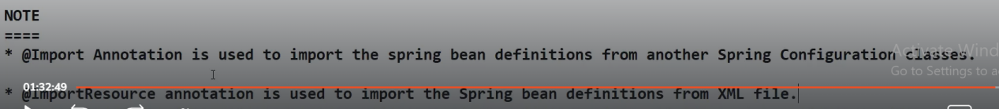 NOTE
====
* @Import Annotation is used to import the spring bean definitions from another Spring Configuration classes.
Activate Wind
Go to Settings to a
01:32:49
* @ImportResource annotation is used to import the Spring bean definitions from XML file.